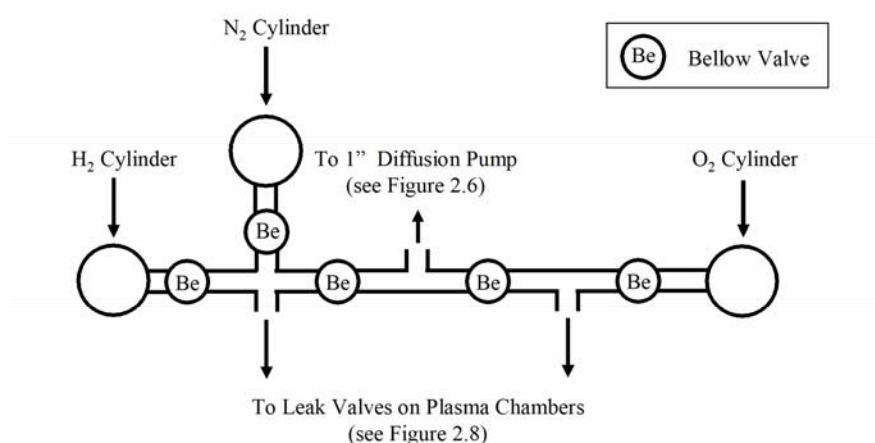 N₂ Cylinder
Be Bellow Valve
H₂ Cylinder
To 1” Diffusion Pump
(see Figure 2.6)
O₂ Cylinder
Be
Be
Be
Be
Be
To Leak Valves on Plasma Chambers
(see Figure 2.8)